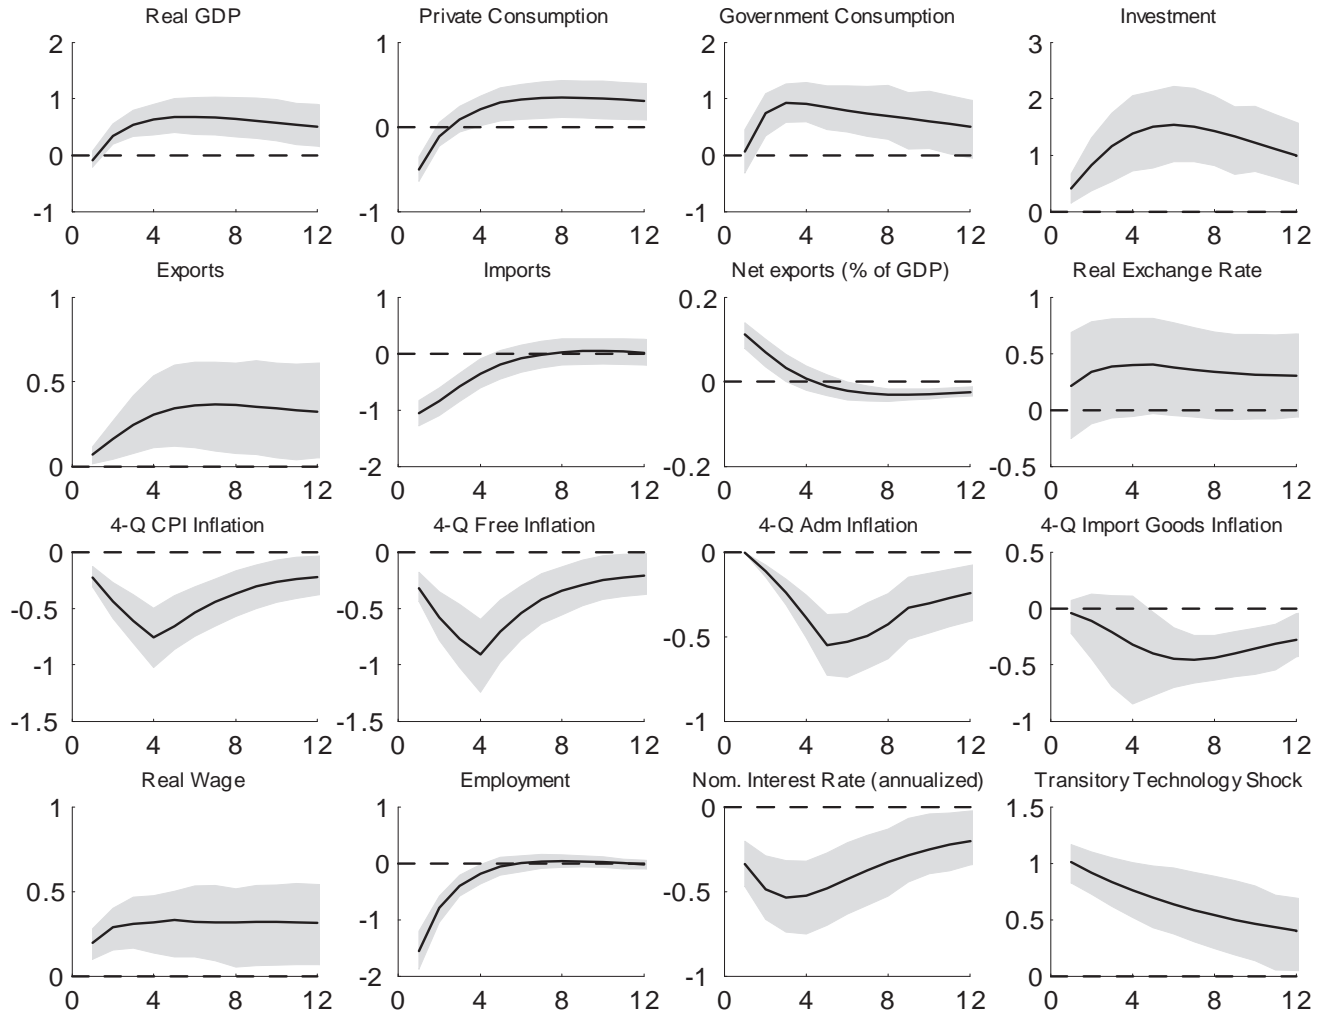 Real GDP
2
1
0
-1
0 4 8 12
Private Consumption
1
0
-1
0 4 8 12
Government Consumption
2
1
0
-1
0 4 8 12
Investment
3
2
1
0
0 4 8 12
Exports
1
0.5
0
0 4 8 12
Imports
1
0
-1
-2
0 4 8 12
Net exports (% of GDP)
0.2
0
-0.2
0 4 8 12
Real Exchange Rate
1
0.5
0
-0.5
0 4 8 12
4-Q CPI Inflation
0
-0.5
-1
-1.5
0 4 8 12
4-Q Free Inflation
0
-0.5
-1
-1.5
0 4 8 12
4-Q Adm Inflation
0
-0.5
-1
0 4 8 12
4-Q Import Goods Inflation
0.5
0
-0.5
-1
0 4 8 12
Real Wage
1
0.5
0
0 4 8 12
Employment
1
0
-1
-2
0 4 8 12
Nom. Interest Rate (annualized)
0
-0.5
-1
0 4 8 12
Transitory Technology Shock
1.5
1
0.5
0
0 4 8 12